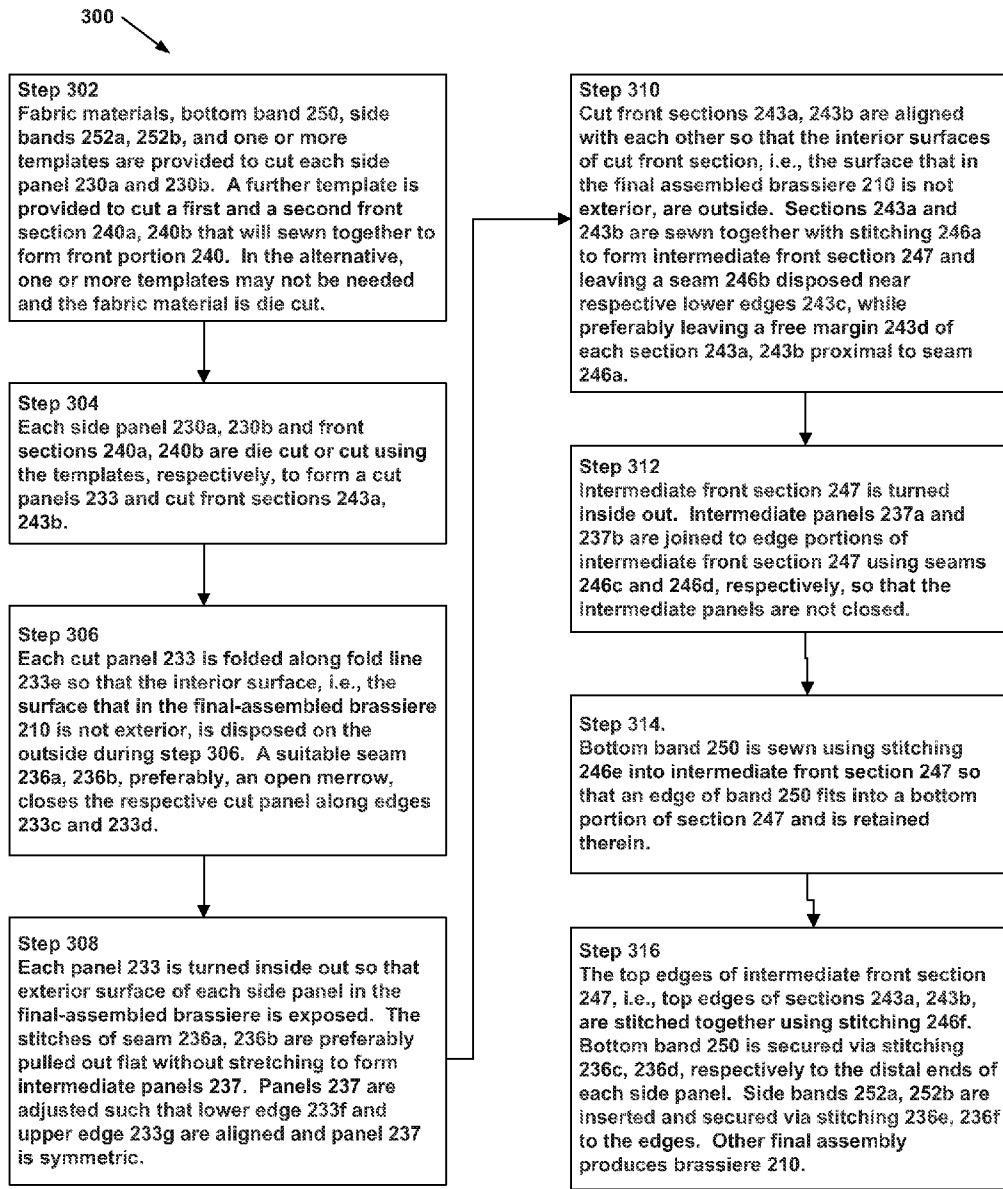 300
Step 302
Fabric materials, bottom band 250, side
bands 252a, 252b, and one or more
templates are provided to cut each side
panel 230a and 230b. A further template is
provided to cut a first and a second front
section 240a, 240b that will sewn together to
form front portion 240. In the alternative,
one or more templates may not be needed
and the fabric material is die cut.
Step 304
Each side panel 230a, 230b and front
sections 240a, 240b are die cut or cut using
the templates, respectively, to form a cut
panels 233 and cut front sections 243a,
243b.
Step 306
Each cut panel 233 is folded along fold line
233e so that the interior surface, i.e., the
surface that in the final-assembled brassiere
210 is not exterior, is disposed on the
outside during step 306. A suitable seam
236a, 236b, preferably, an open merrow,
closes the respective cut panel along edges
233c and 233d.
Step 308
Each panel 233 is turned inside out so that
exterior surface of each side panel in the
final-assembled brassiere is exposed. The
stitches of seam 236a, 236b are preferably
pulled out flat without stretching to form
intermediate panels 237. Panels 237 are
adjusted such that lower edge 233f and
upper edge 233g are aligned and panel 237
is symmetric.
Step 310
Cut front sections 243a, 243b are aligned
with each other so that the interior surfaces
of cut front section, i.e., the surface that in
the final assembled brassiere 210 is not
exterior, are outside. Sections 243a and
243b are sewn together with stitching 246a
to form intermediate front section 247 and
leaving a seam 246b disposed near
respective lower edges 243c, while
preferably leaving a free margin 243d of
each section 243a, 243b proximal to seam
246a.
Step 312
Intermediate front section 247 is turned
inside out. Intermediate panels 237a and
237b are joined to edge portions of
intermediate front section 247 using seams
246c and 246d, respectively, so that the
intermediate panels are not closed.
Step 314.
Bottom band 250 is sewn using stitching
246e into intermediate front section 247 so
that an edge of band 250 fits into a bottom
portion of section 247 and is retained
therein.
Step 316
The top edges of intermediate front section
247, i.e., top edges of sections 243a, 243b,
are stitched together using stitching 246f.
Bottom band 250 is secured via stitching
236c, 236d, respectively to the distal ends of
each side panel. Side bands 252a, 252b are
inserted and secured via stitching 236e, 236f
to the edges. Other final assembly
produces brassiere 210.